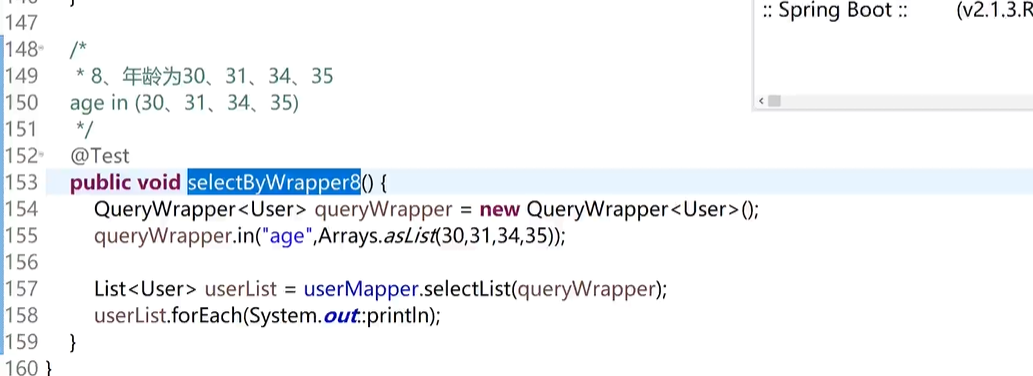 147
148 /*
149 * 8、年龄为30、31、34、35
150 age in (30、31、34、35)
151 */
152 @Test
153 public void selectByWrapper8() {
154 QueryWrapper<User> queryWrapper = new QueryWrapper<User>();
155 queryWrapper.in("age",Arrays.asList(30,31,34,35));
156
157 List<User> userList = userMapper.selectList(queryWrapper);
158 userList.forEach(System.out::println);
159 }
160 }
:: Spring Boot :: (v2.1.3.R